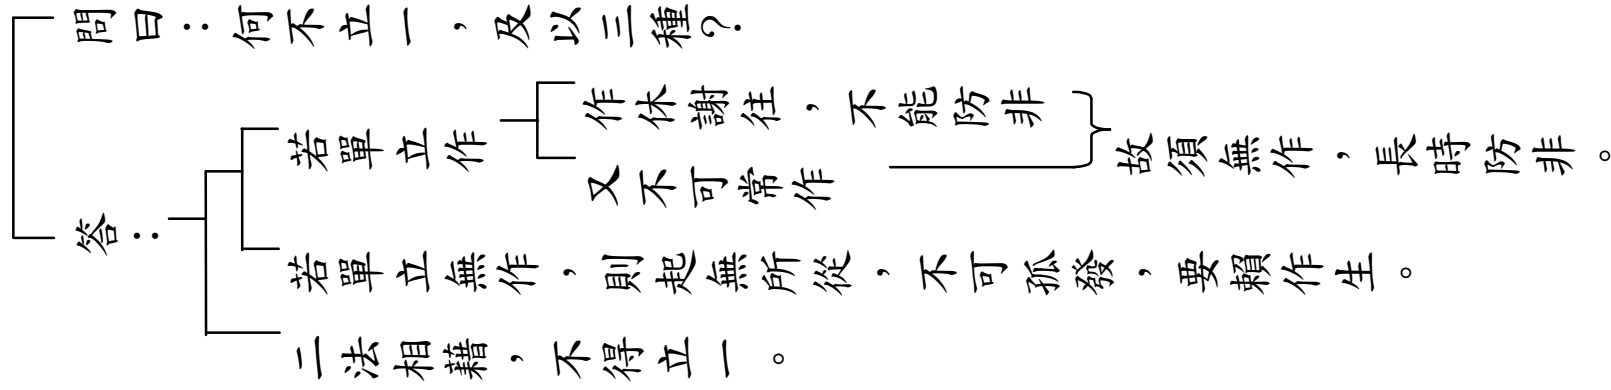 問曰：何不立一，及以三種？
答：
若單立作
作休謝往，不能防非
又不可常作
故須無作，長時防非。
若單立無作，則起無所從，不可孤發，要賴作生。
二法相藉，不得立一。